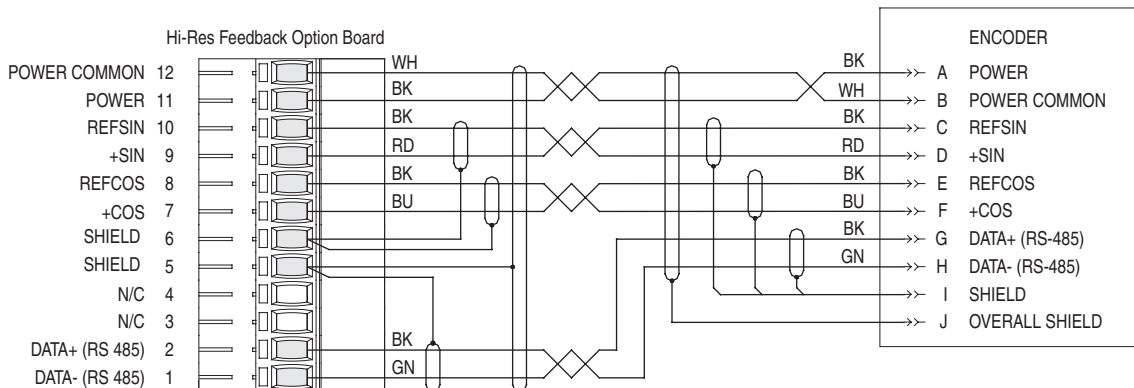 Hi-Res Feedback Option Board
ENCODER
POWER COMMON 12 WH BK A POWER
POWER 11 BK WH B POWER COMMON
REFSIN 10 BK BK C REFSIN
+SIN 9 RD RD D +SIN
REFCOS 8 BK BK E REFCOS
+COS 7 BU BU F +COS
SHIELD 6 BK G DATA+ (RS-485)
SHIELD 5 GN H DATA- (RS-485)
N/C 4 I SHIELD
N/C 3 J OVERALL SHIELD
DATA+ (RS 485) 2 BK
DATA- (RS 485) 1 GN